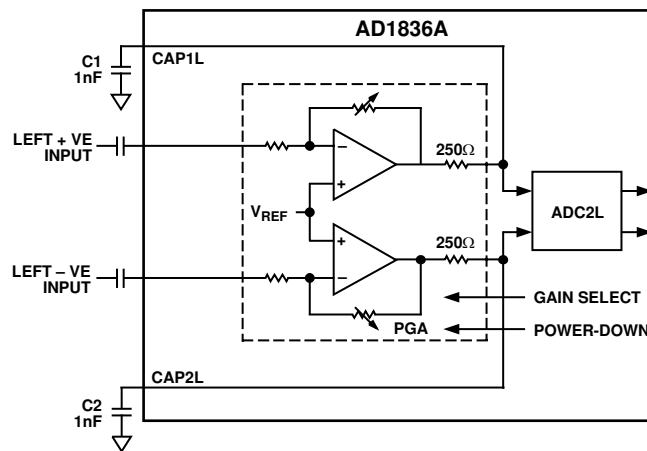 AD1836A
C1
1nF
CAP1L
LEFT + VE
INPUT
250Ω
VREF
ADC2L
250Ω
LEFT – VE
INPUT
GAIN SELECT
PGA
POWER-DOWN
CAP2L
C2
1nF